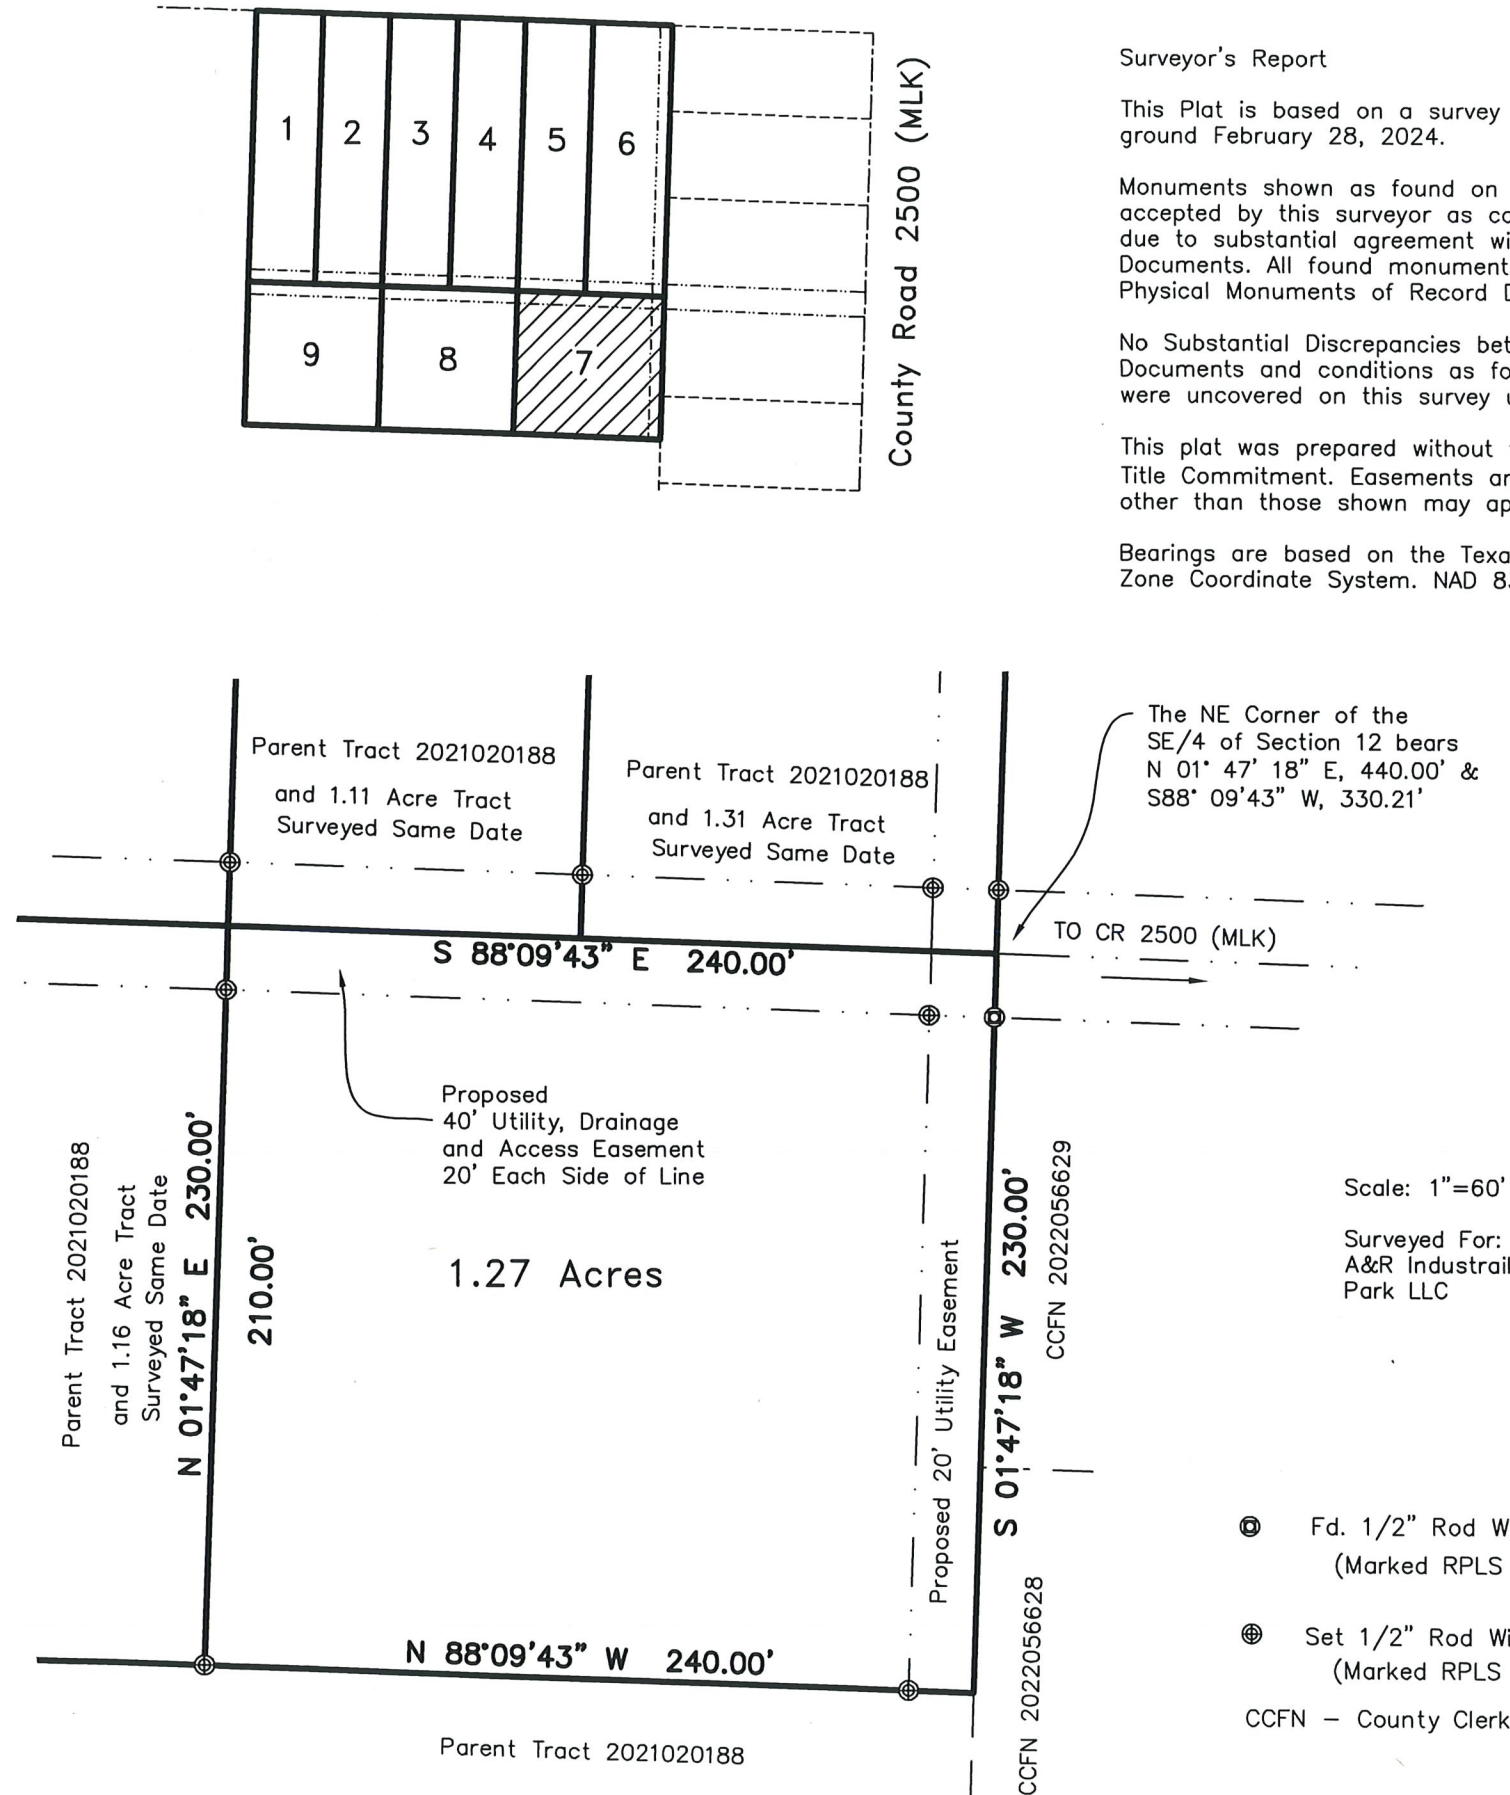 1
2
3
4
5
6
7
8
9
County Road 2500 (MLK)
Surveyor's Report
This Plat is based on a survey
ground February 28, 2024.
Monuments shown as found on
accepted by this surveyor as co
due to substantial agreement wi
Documents. All found monument
Physical Monuments of Record D
No Substantial Discrepancies bet
Documents and conditions as fo
were uncovered on this survey u
This plat was prepared without
Title Commitment. Easements ar
other than those shown may ap
Bearings are based on the Texa
Zone Coordinate System. NAD 8
Parent Tract 2021020188
and 1.11 Acre Tract
Surveyed Same Date
Parent Tract 2021020188
and 1.31 Acre Tract
Surveyed Same Date
The NE Corner of the
SE/4 of Section 12 bears
N 01° 47' 18" E, 440.00' &
S88° 09'43" W, 330.21'
TO CR 2500 (MLK)
S 88°09'43" E 240.00'
Proposed
40' Utility, Drainage
and Access Easement
20' Each Side of Line
1.27 Acres
Parent Tract 2021020188
and 1.16 Acre Tract
Surveyed Same Date
N 01°47'18" E 230.00'
210.00'
Proposed 20' Utility Easement
S 01°47'18" W 230.00'
CCFN 2022056629
CCFN 2022056628
N 88°09'43" W 240.00'
Parent Tract 2021020188
Scale: 1"=60'
Surveyed For:
A&R Industrail
Park LLC
Fd. 1/2" Rod W
(Marked RPLS
Set 1/2" Rod Wi
(Marked RPLS
CCFN – County Clerk